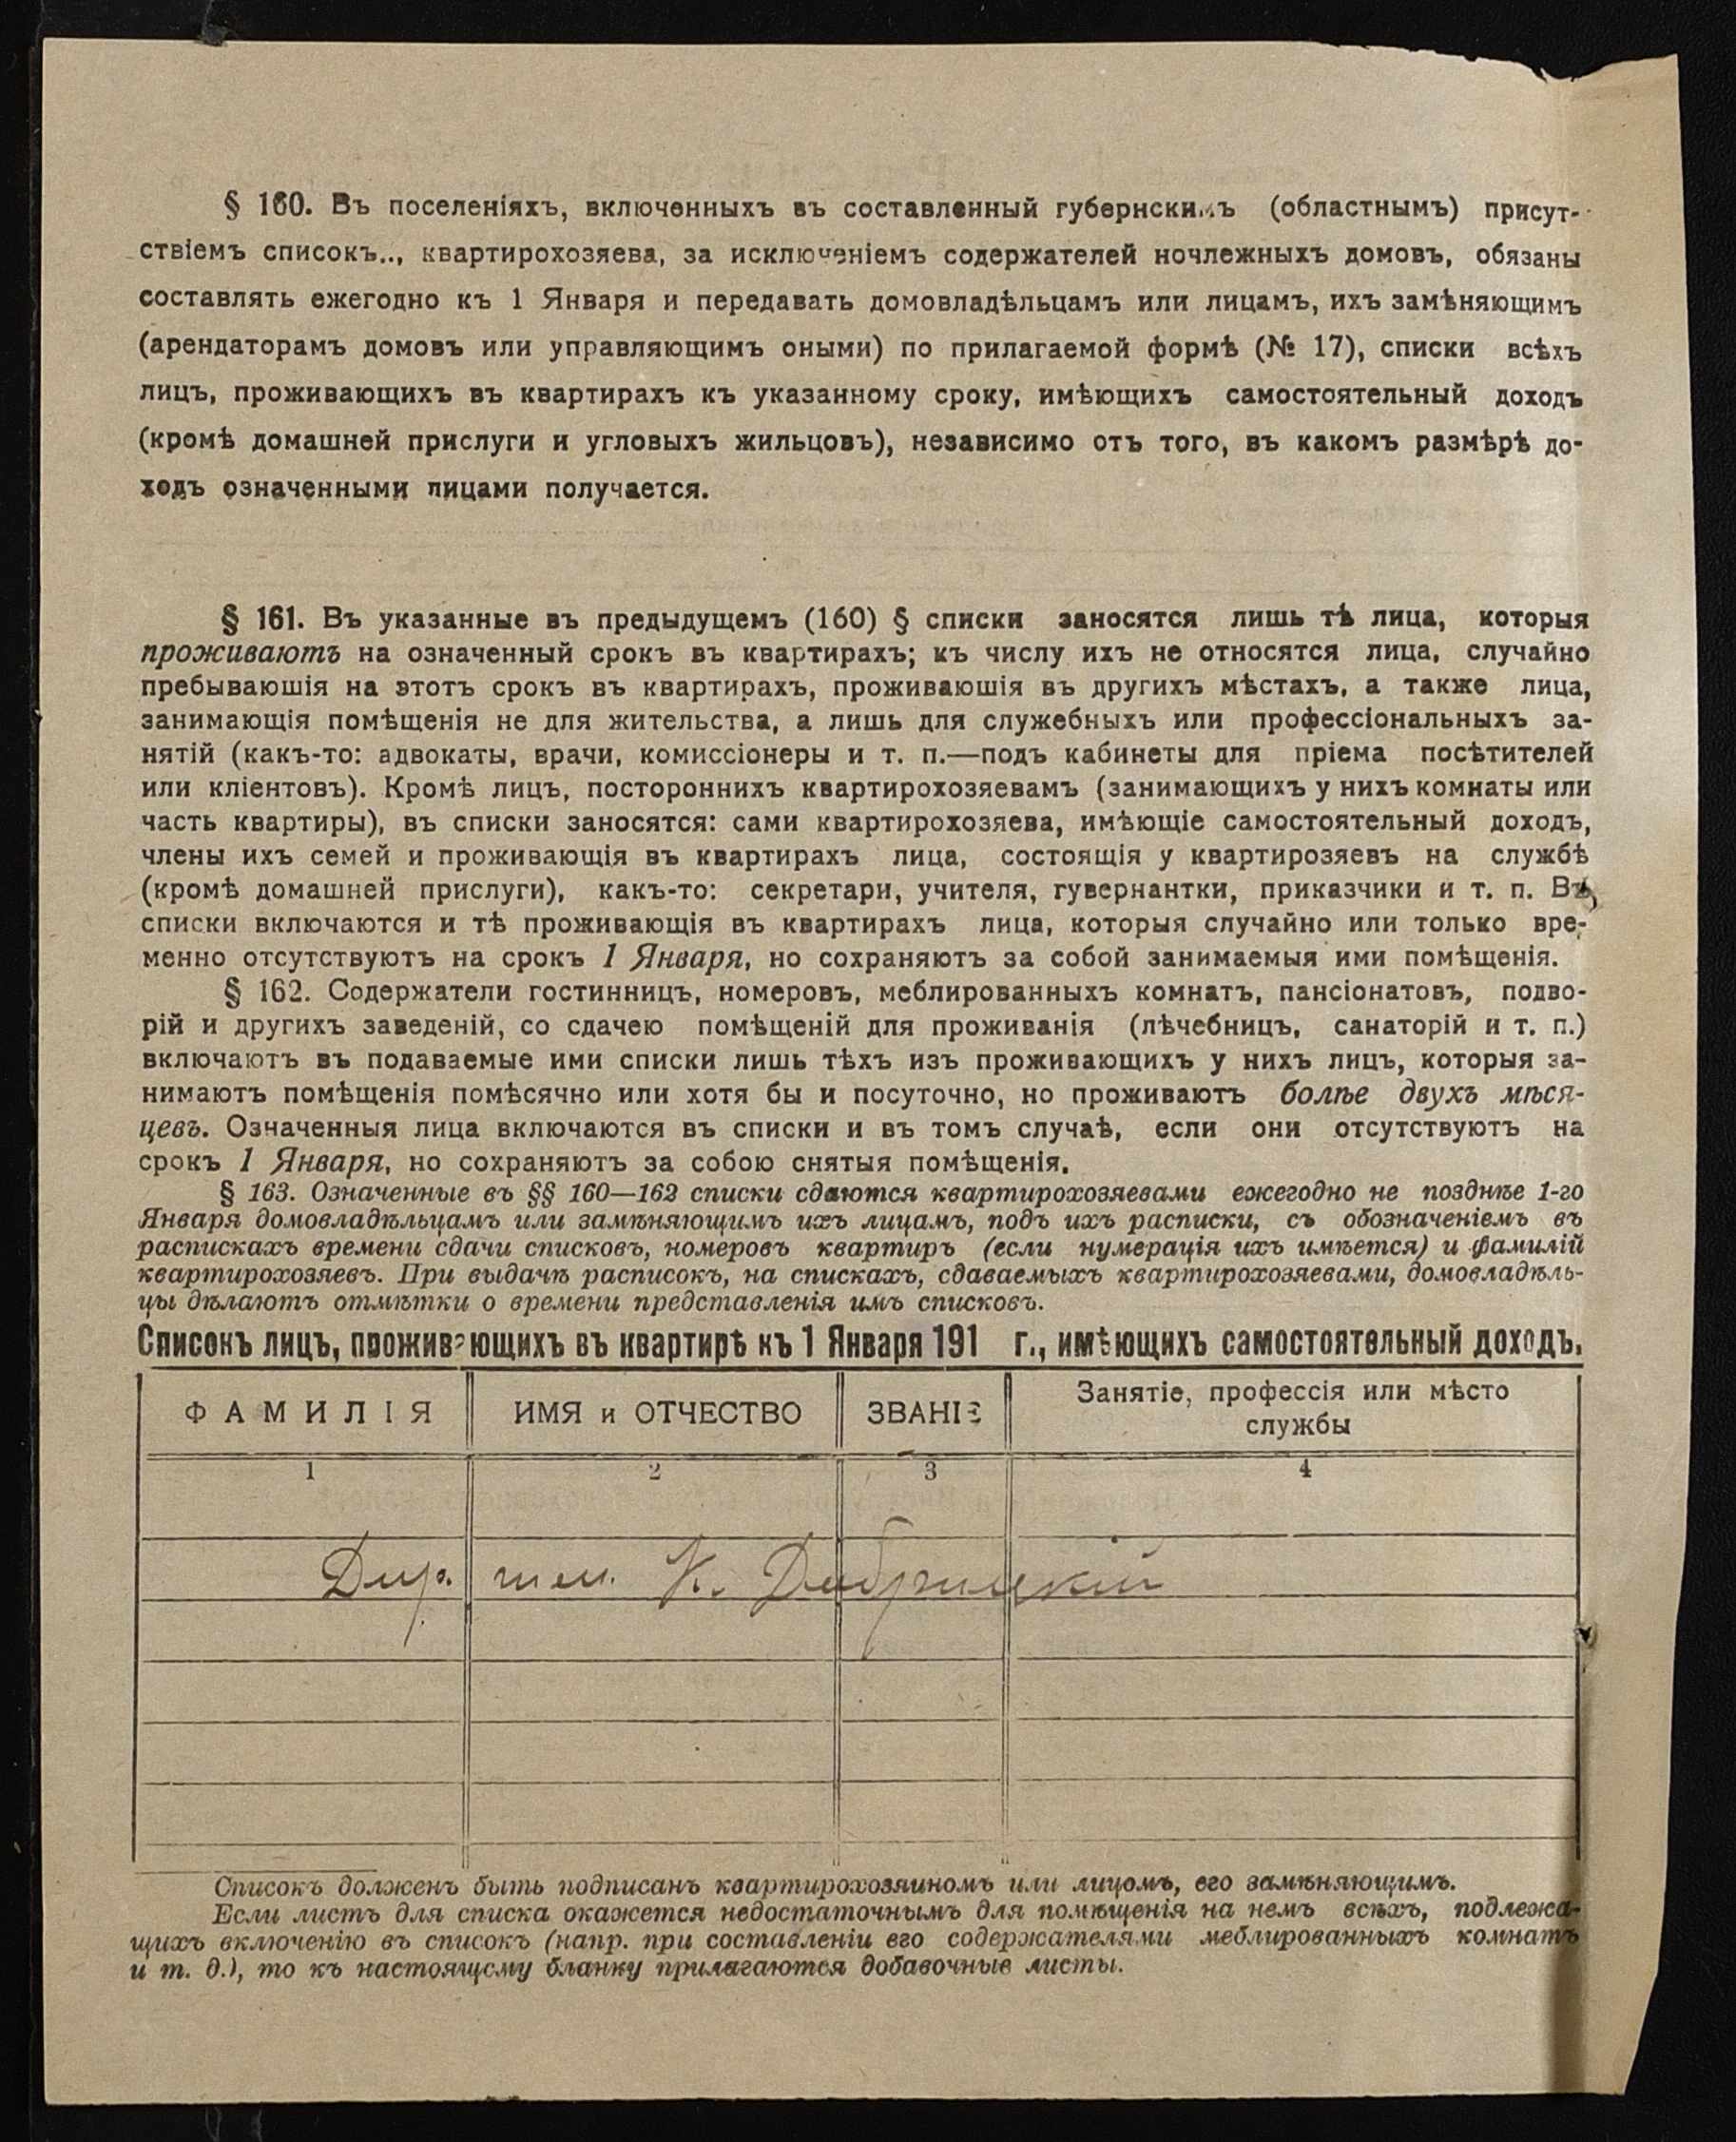 § 160. Въ поселеніяхъ, включенныхъ въ составленный губернскимъ (областнымъ) присут-
ствіемъ списокъ.., квартирохозяева, за исключеніемъ содержателей ночлежныхъ домовъ, обязаны
составлять ежегодно къ 1 Января и передавать домовладѣльцамъ или лицамъ, ихъ замѣняющимъ
(арендаторамъ домовъ или управляющимъ оными) по прилагаемой формѣ (№ 17), списки всѣхъ
лицъ, проживающихъ въ квартирахъ къ указанному сроку, имѣющихъ самостоятельный доходъ
(кромѣ домашней прислуги и угловыхъ жильцовъ), независимо отъ того, въ какомъ размѣрѣ до-
ходъ означенными лицами получается.
§ 161. Въ указанные въ предыдущемъ (160) § списки заносятся лишь тѣ лица, которыя
проживаютъ на означенный срокъ въ квартирахъ; къ числу ихъ не относятся лица, случайно
пребываюшія на этотъ срокъ въ квартирахъ, проживаюшія въ другихъ мѣстахъ, а также лица,
занимающія помѣщенія не для жительства, а лишь для служебныхъ или профессіональныхъ за-
нятій (какъ-то: адвокаты, врачи, комиссіонеры и т. п.—подъ кабинеты для пріема посѣтителей
или кліентовъ). Кромѣ лицъ, постороннихъ квартирохозяевамъ (занимающихъ у нихъ комнаты или
часть квартиры), въ списки заносятся: сами квартирохозяева, имѣющіе самостоятельный доходъ,
члены ихъ семей и проживающія въ квартирахъ лица, состоящія у квартирозяевъ на службѣ
(кромѣ домашней прислуги), какъ-то: секретари, учителя, гувернантки, приказчики и т. п. Въ
списки включаются и тѣ проживающія въ квартирахъ лица, которыя случайно или только вре-
менно отсутствуютъ на срокъ 1 Января, но сохраняютъ за собой занимаемыя ими помѣщенія.
§ 162. Содержатели гостинницъ, номеровъ, меблированныхъ комнатъ, пансіонатовъ, подво-
рій и другихъ заведеній, со сдачею помѣщеній для проживанія (лѣчебницъ, санаторій и т. п.)
включаютъ въ подаваемые ими списки лишь тѣхъ изъ проживающихъ у нихъ лицъ, которыя за-
нимаютъ помѣщенія помѣсячно или хотя бы и посуточно, но проживаютъ болѣе двухъ мѣся-
цевъ. Означенныя лица включаются въ списки и въ томъ случаѣ, если они отсутствуютъ на
срокъ 1 Января, но сохраняютъ за собою снятыя помѣщенія.
§ 163. Означенные въ §§ 160—162 списки сдаются квартирохозяевами ежегодно не позднѣе 1-го
Января домовладѣльцамъ или замѣняющимъ ихъ лицамъ, подъ ихъ расписки, съ обозначеніемъ въ
распискахъ времени сдачи списковъ, номеровъ квартиръ (если нумерація ихъ имѣется) и фамилій
квартирохозяевъ. При выдачѣ расписокъ, на спискахъ, сдаваемыхъ квартирохозяевами, домовладѣль-
цы дѣлаютъ отмѣтки о времени представленія имъ списковъ.
Списокъ лицъ, проживающихъ въ квартирѣ къ 1 Января 191 г., имѣющихъ самостоятельный доходъ.
ФАМИЛІЯ ИМЯ и ОТЧЕСТВО ЗВАНІЕ Занятіе, профессія или мѣсто
службы
1 2 3 4
Дир. К.
Списокъ долженъ быть подписанъ квартирохозяиномъ или лицомъ, его замѣняющимъ.
Если листъ для списка окажется недостаточнымъ для помѣщенія на немъ всѣхъ, подлежа-
щихъ включенію въ списокъ (напр. при составленіи его содержателями меблированныхъ комнатъ
и т. д.), то къ настоящему бланку прилагаются добавочные листы.